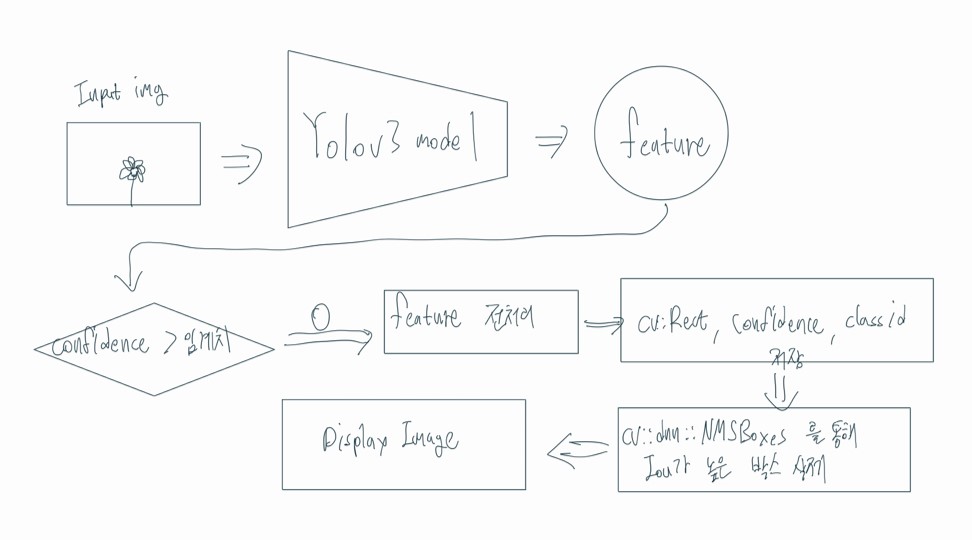 Input img
Yolov3 model
feature
confidence > 임계치
O
feature 전처리
cv::Rect, confidence, classid
저장
cv::dnn::NMSBoxes 을 통해
Iou가 높은 박스 삭제
Display Image